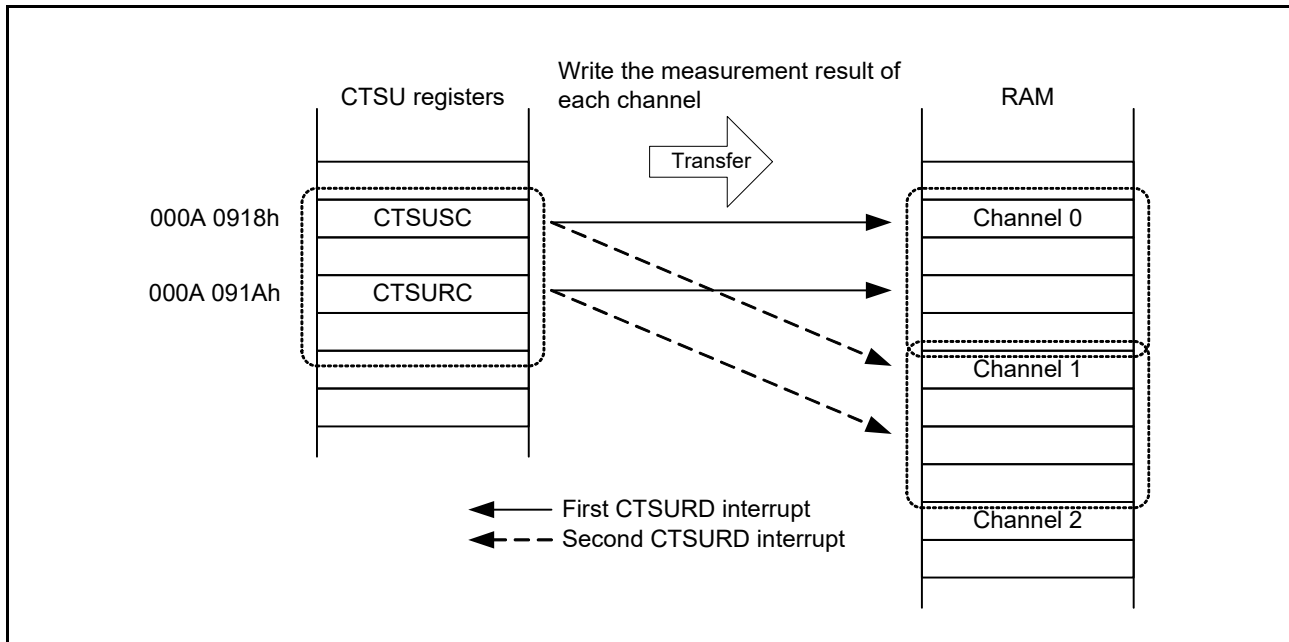 Write the measurement result of
each channel
CTSU registers
RAM
Transfer
000A 0918h
CTSUSC
Channel 0
000A 091Ah
CTSURC
Channel 1
First CTSURD interrupt
Channel 2
Second CTSURD interrupt